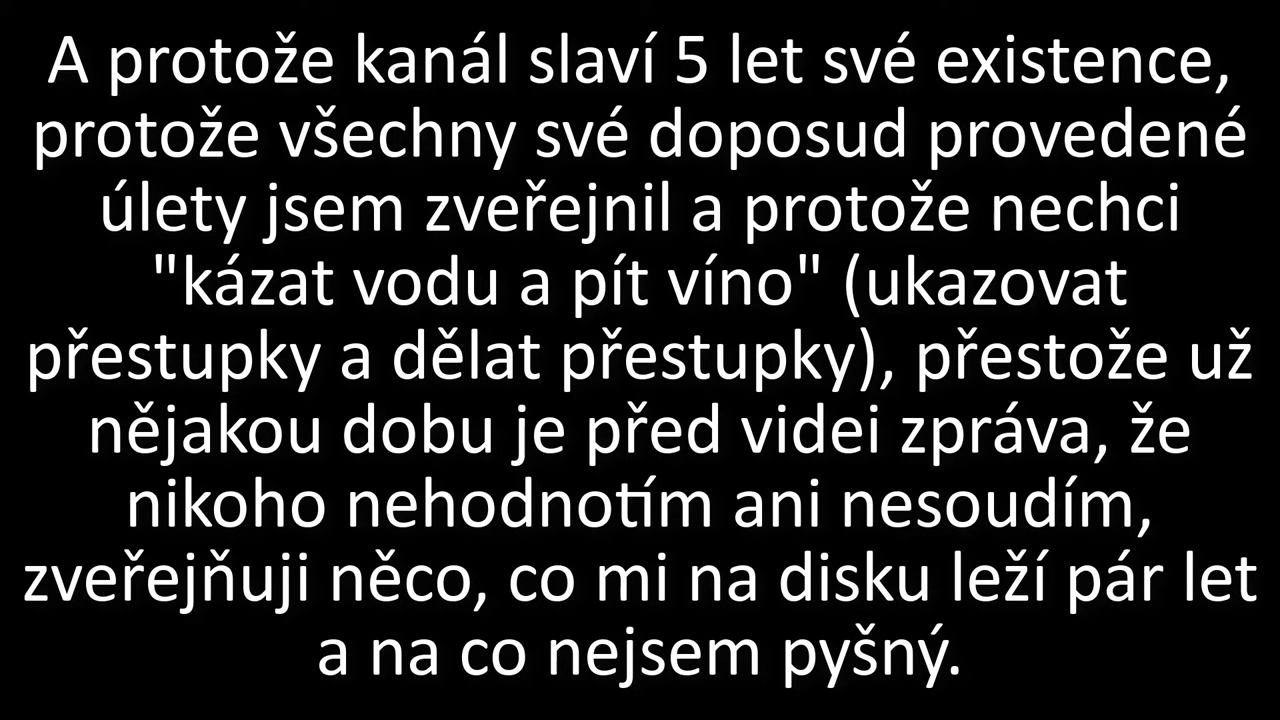 A protože kanál slaví 5 let své existence,
protože všechny své doposud provedené
úlety jsem zveřejnil a protože nechci
"kázat vodu a pít víno" (ukazovat
přestupky a dělat přestupky), přestože už
nějakou dobu je před videi zpráva, že
nikoho nehodnotím ani nesoudím,
zveřejňuji něco, co mi na disku leží pár let
a na co nejsem pyšný.